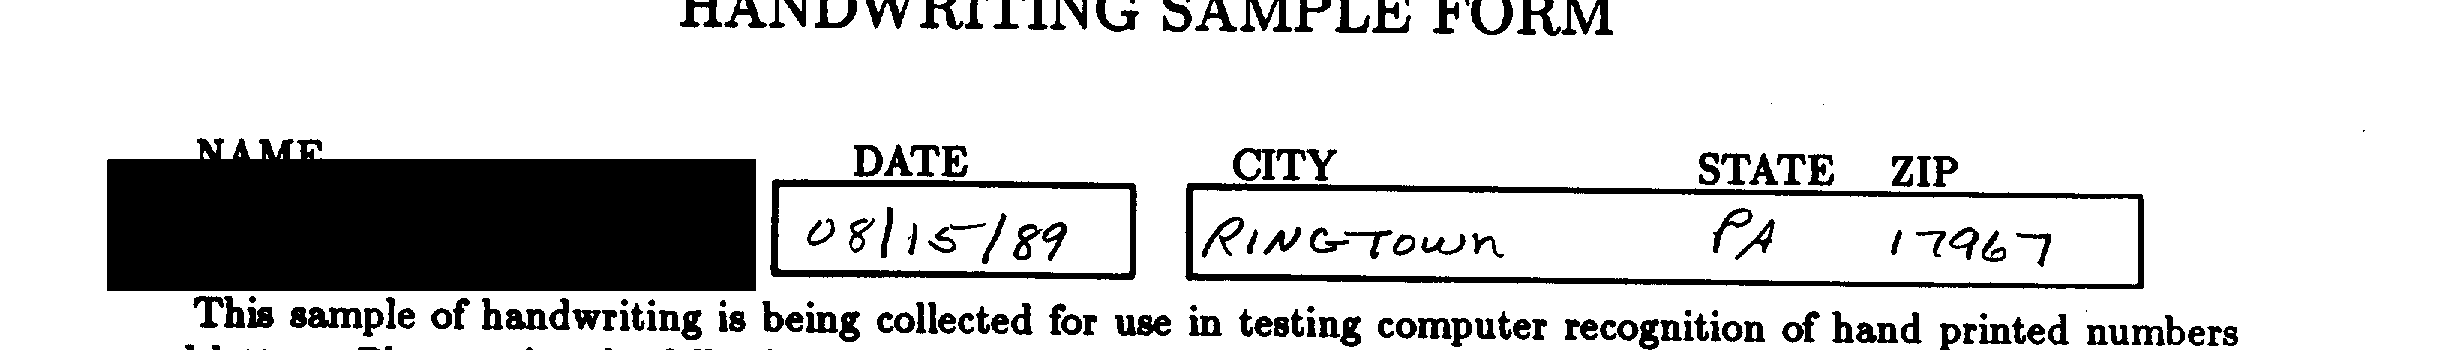 HANDWRITING SAMPLE FORM
NAME DATE CITY STATE ZIP
08/15/89 RINGTOWN PA 17967
This sample of handwriting is being collected for use in testing computer recognition of hand printed numbers